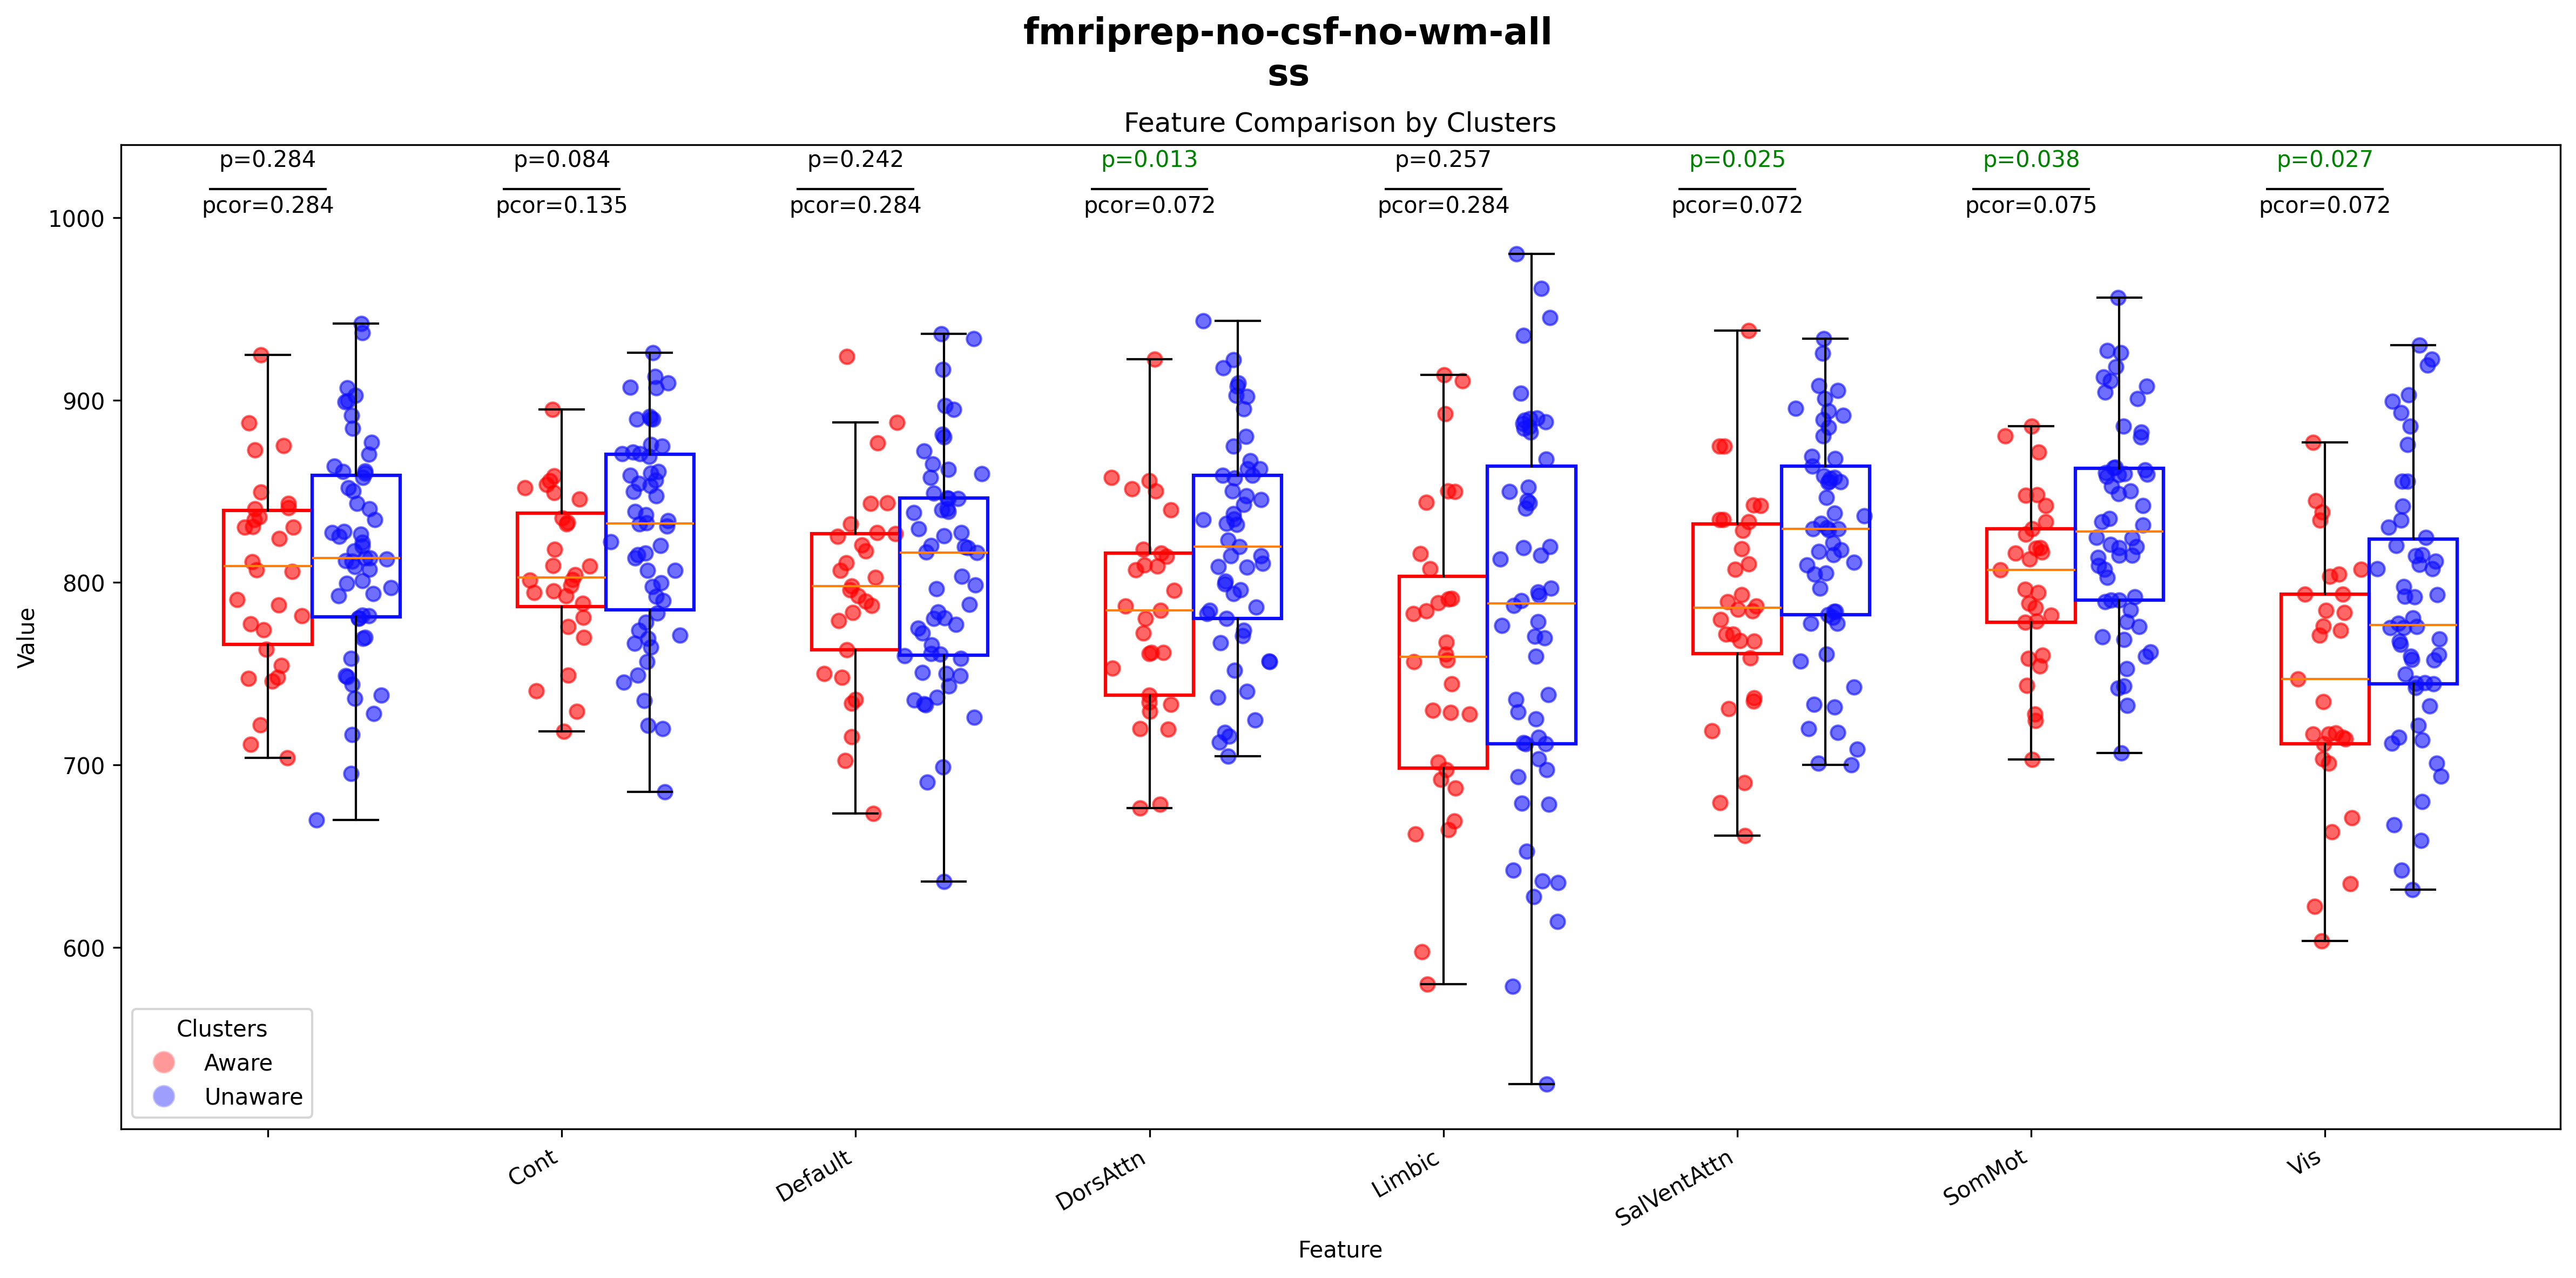 fmriprep-no-csf-no-wm-all
ss
Feature Comparison by Clusters
p=0.284 p=0.084 p=0.242 p=0.013 p=0.257 p=0.025 p=0.038 p=0.027
pcor=0.284 pcor=0.135 pcor=0.284 pcor=0.072 pcor=0.284 pcor=0.072 pcor=0.075 pcor=0.072
1000
900
800
700
600
Value
Clusters
Aware
Unaware
Cont Default DorsAttn Limbic SalVentAttn SomMot Vis
Feature